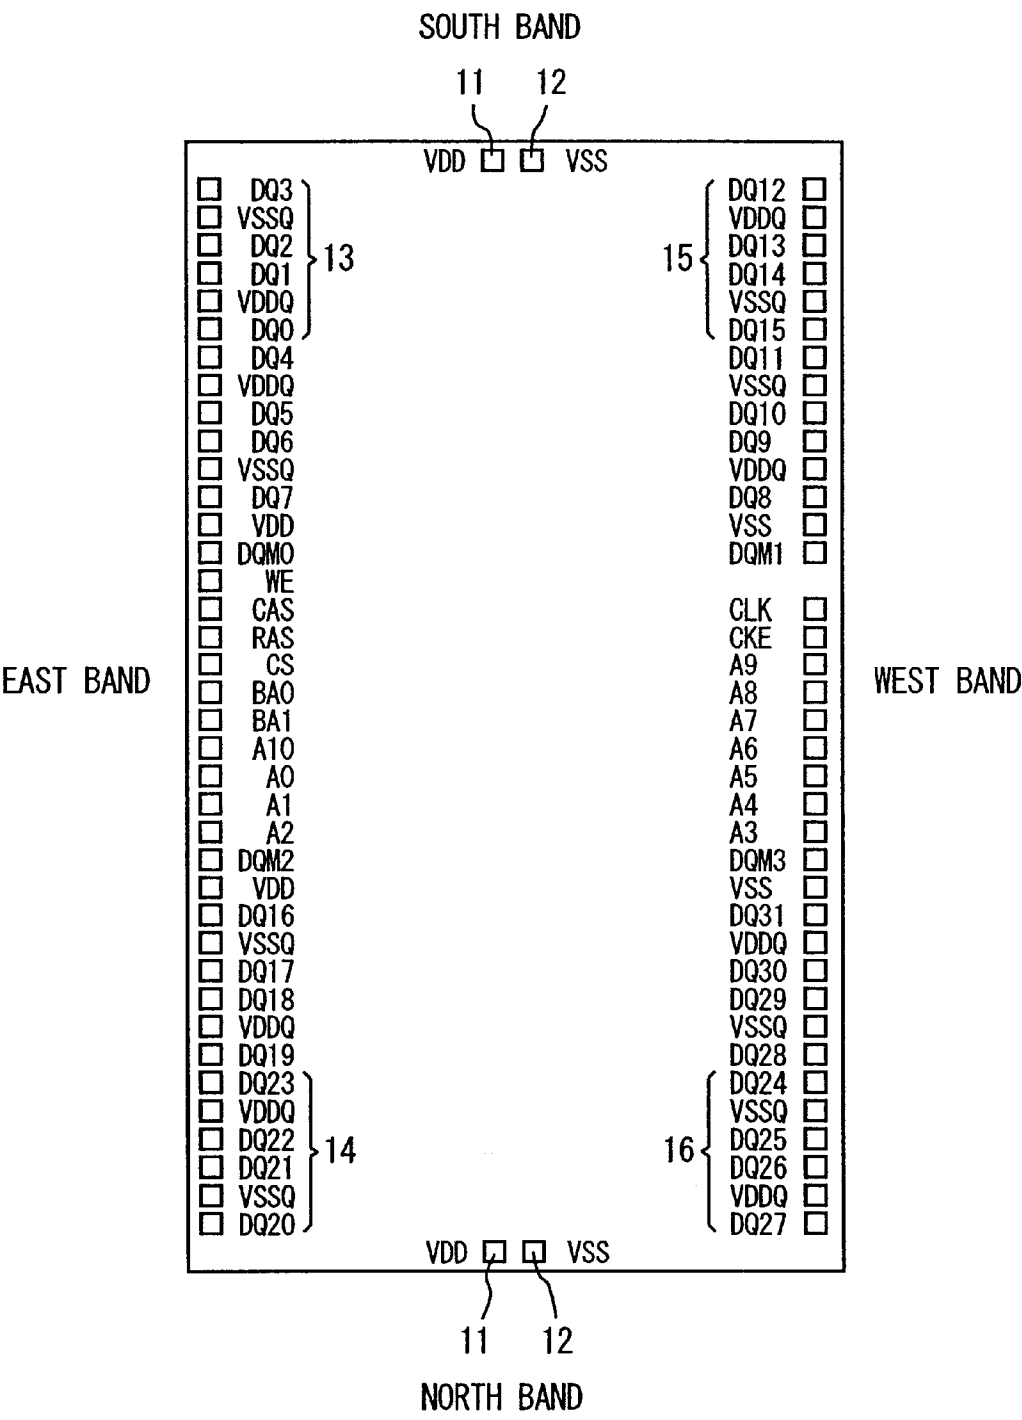 SOUTH BAND
11 12
VDD VSS
DQ3 DQ12
VSSQ VDDQ
DQ2 DQ13
13 15
DQ1 DQ14
VDDQ VSSQ
DQ0 DQ15
DQ4 DQ11
VDDQ VSSQ
DQ5 DQ10
DQ6 DQ9
VSSQ VDDQ
DQ7 DQ8
VDD VSS
DQM0 DQM1
WE
CAS CLK
RAS CKE
CS A9
EAST BAND WEST BAND
BA0 A8
BA1 A7
A10 A6
A0 A5
A1 A4
A2 A3
DQM2 DQM3
VDD VSS
DQ16 DQ31
VSSQ VDDQ
DQ17 DQ30
DQ18 DQ29
VDDQ VSSQ
DQ19 DQ28
DQ23 DQ24
VDDQ VSSQ
DQ22 DQ25
14 16
DQ21 DQ26
VSSQ VDDQ
DQ20 DQ27
VDD VSS
11 12
NORTH BAND